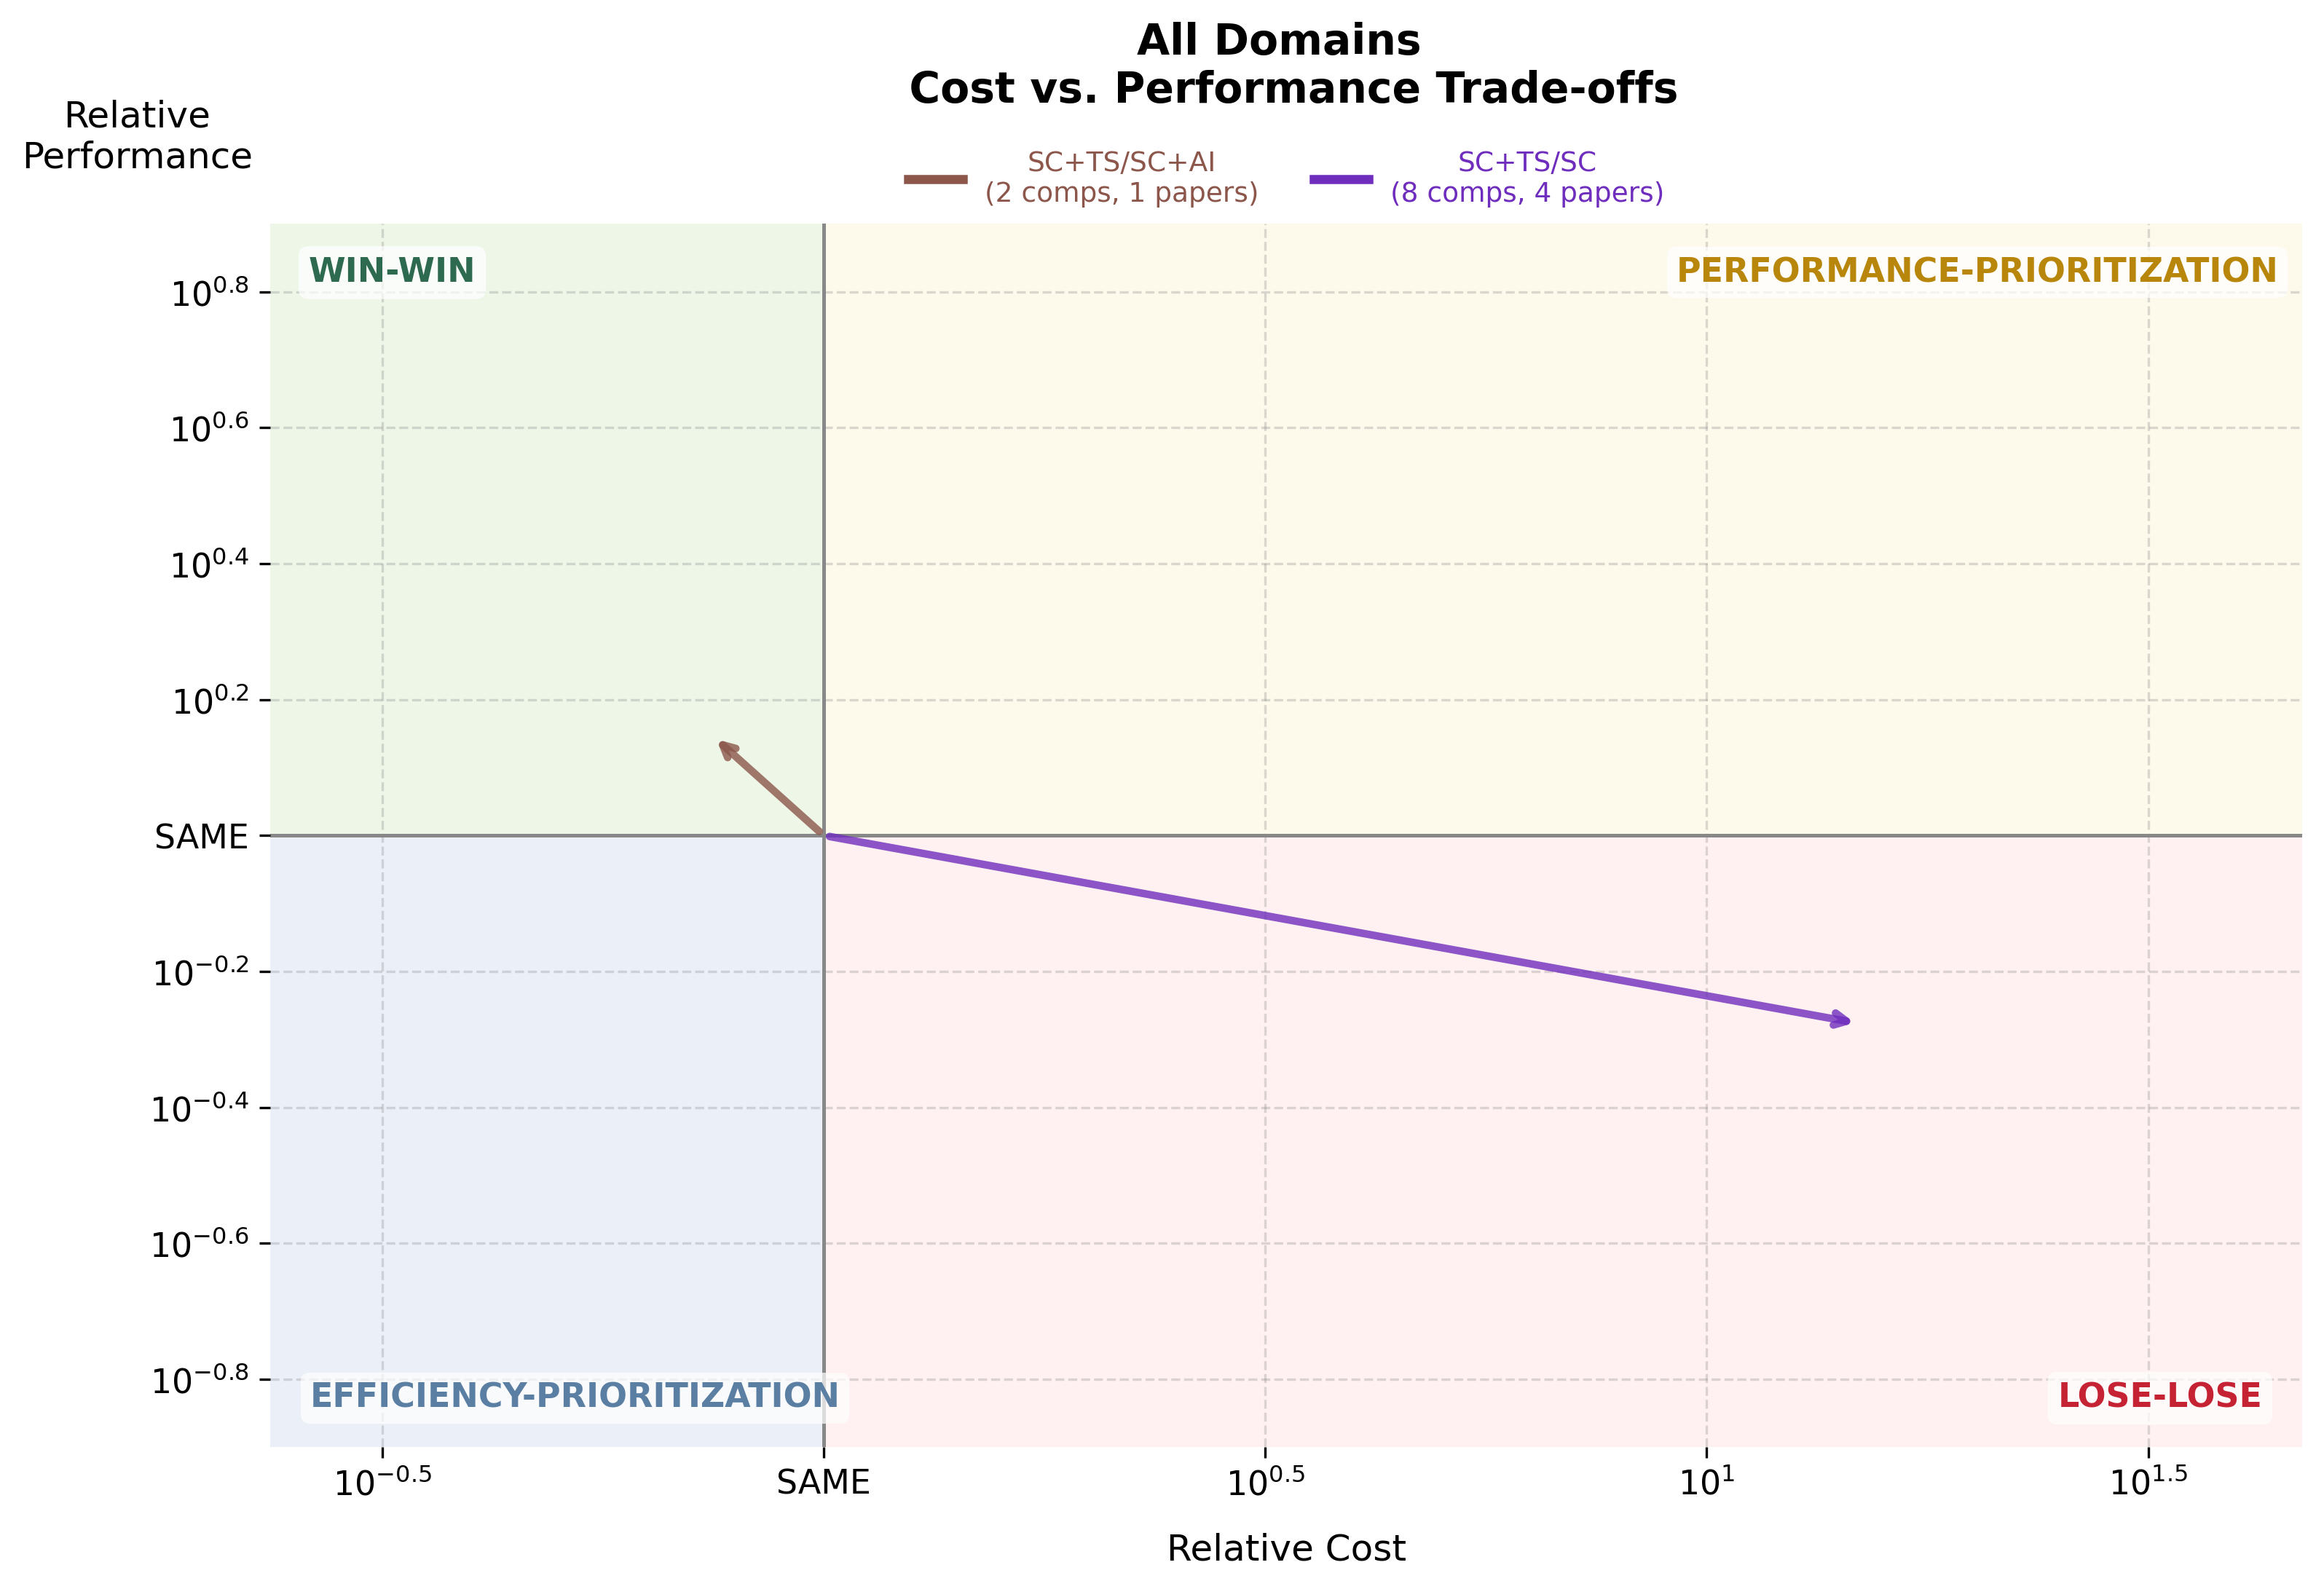 All Domains
Cost vs. Performance Trade-offs
Relative
Performance
SC+TS/SC+AI
(2 comps, 1 papers)
SC+TS/SC
(8 comps, 4 papers)
WIN-WIN
PERFORMANCE-PRIORITIZATION
10^0.8
10^0.6
10^0.4
10^0.2
SAME
10^−0.2
10^−0.4
10^−0.6
10^−0.8
EFFICIENCY-PRIORITIZATION
LOSE-LOSE
10^−0.5
SAME
10^0.5
10^1
10^1.5
Relative Cost